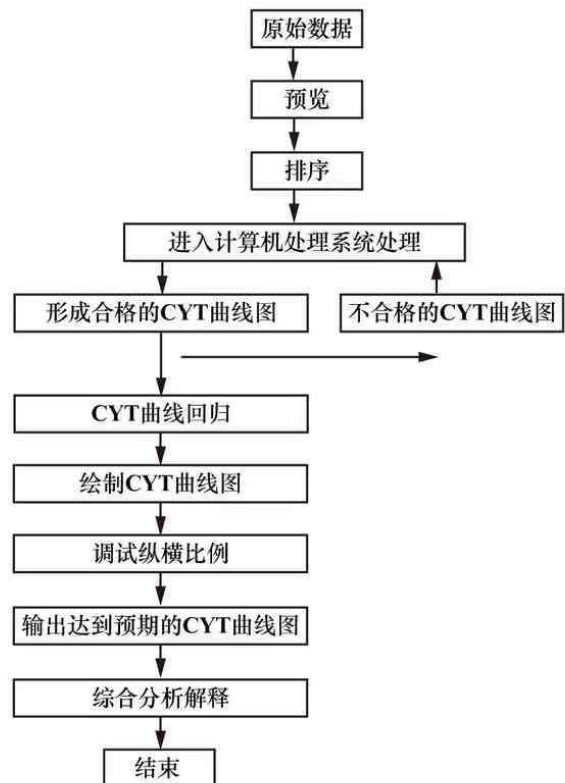 原始数据
预览
排序
进入计算机处理系统处理
形成合格的CYT曲线图
不合格的CYT曲线图
CYT曲线回归
绘制CYT曲线图
调试纵横比例
输出达到预期的CYT曲线图
综合分析解释
结束